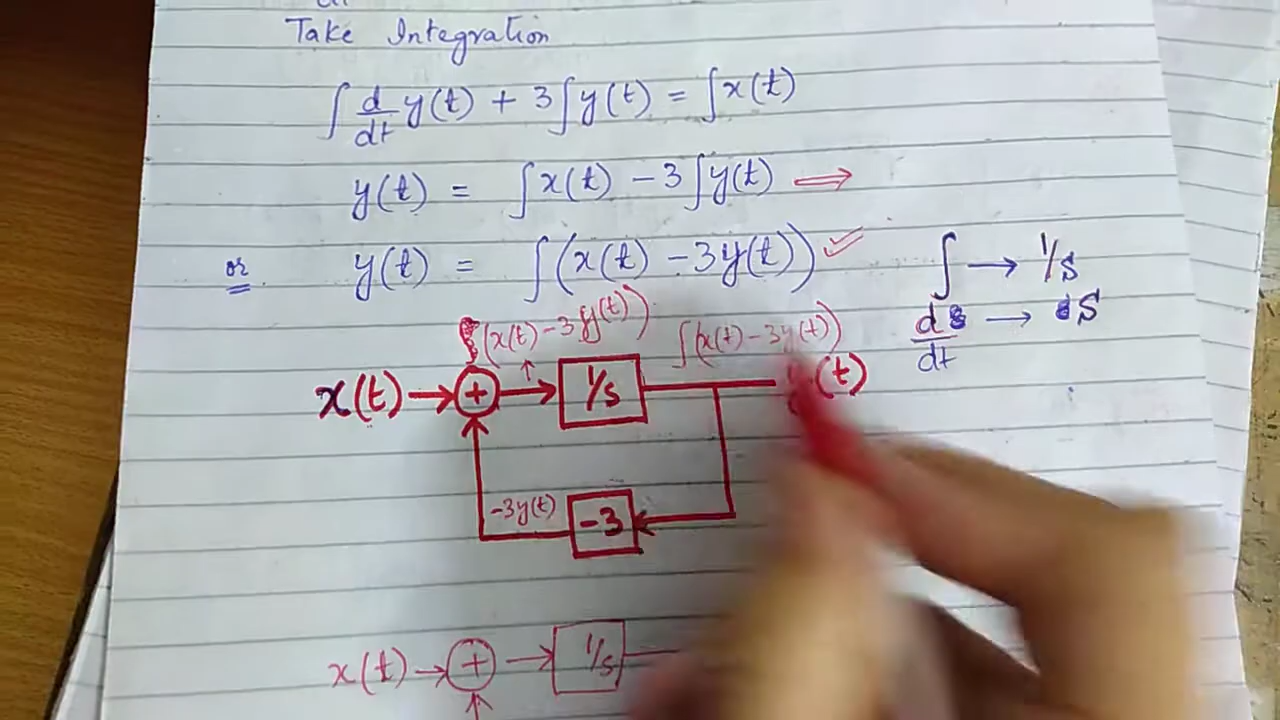 Take Integration
∫ d/dt y(t) + 3∫y(t) = ∫x(t)
y(t) = ∫x(t) - 3∫y(t) ⟹
or y(t) = ∫(x(t) - 3y(t)) ✓
∫ → 1/s
d/dt → S
(x(t) - 3y(t)) ∫(x(t) - 3y(t))
x(t) → + → 1/s (t)
-3y(t) -3
x(t) → + → 1/s